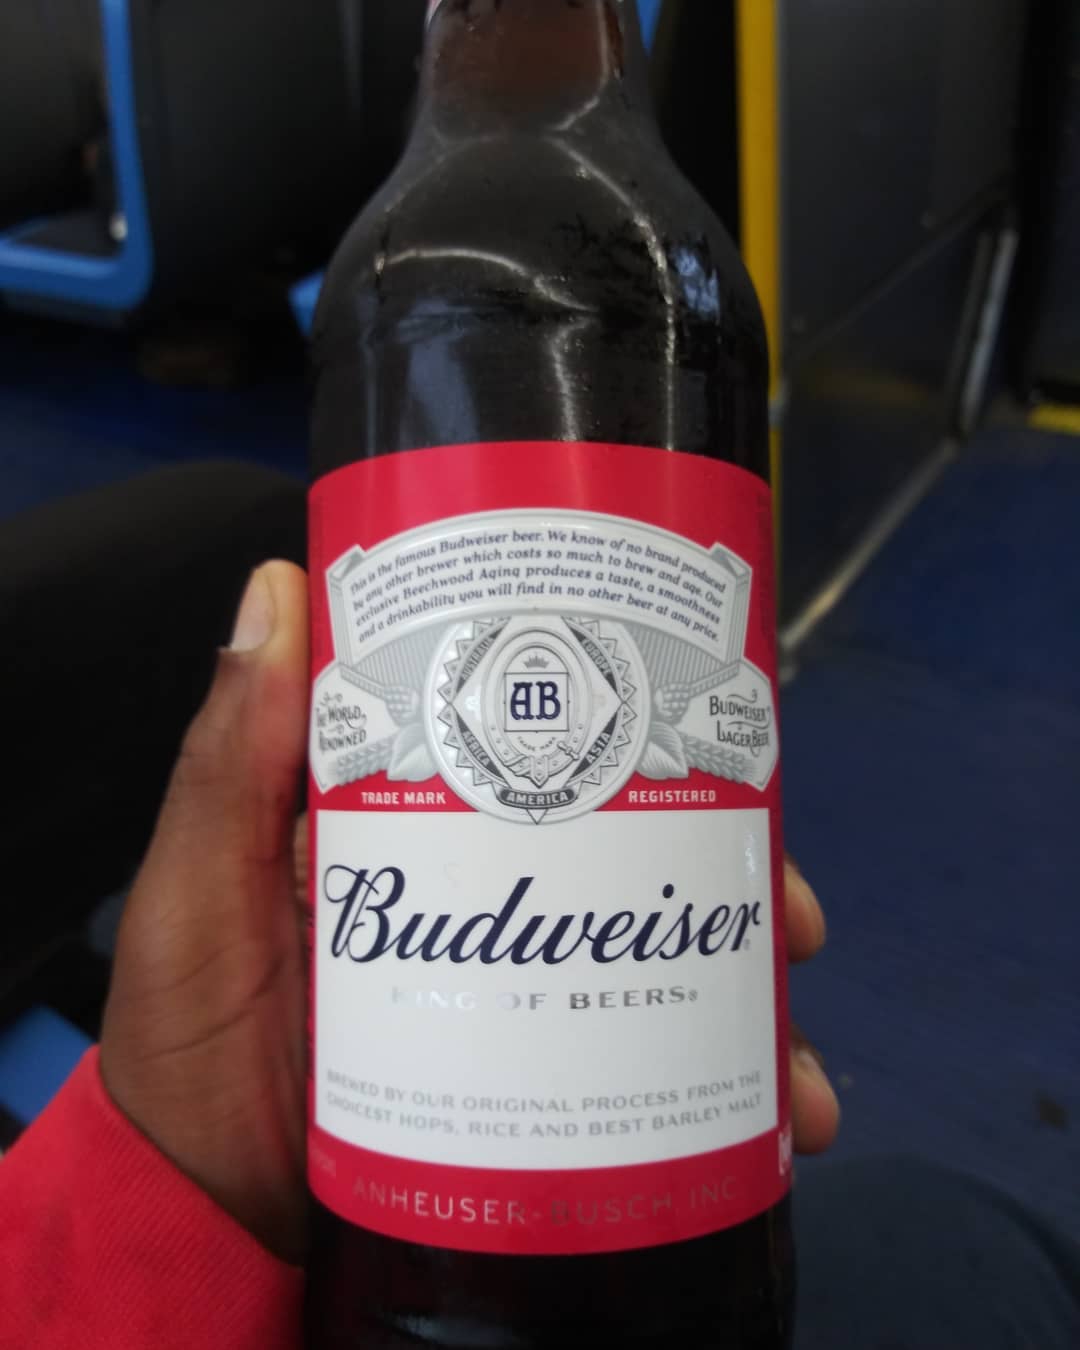 This is the famous Budweiser beer. We know of no brand produced
by any other brewer which costs so much to brew and age. Our
exclusive Beechwood Aging produces a taste, a smoothness
and a drinkability you will find in no other beer at any price.
AUSTRALIA
EUROPE
AB
TRADE MARK
AFRICA
ASIA
AMERICA
THE WORLD
RENOWNED
BUDWEISER
LAGER BEER
TRADE MARK
REGISTERED
Budweiser®
KING OF BEERS®
BREWED BY OUR ORIGINAL PROCESS FROM THE
CHOICEST HOPS, RICE AND BEST BARLEY MALT
ANHEUSER-BUSCH, INC